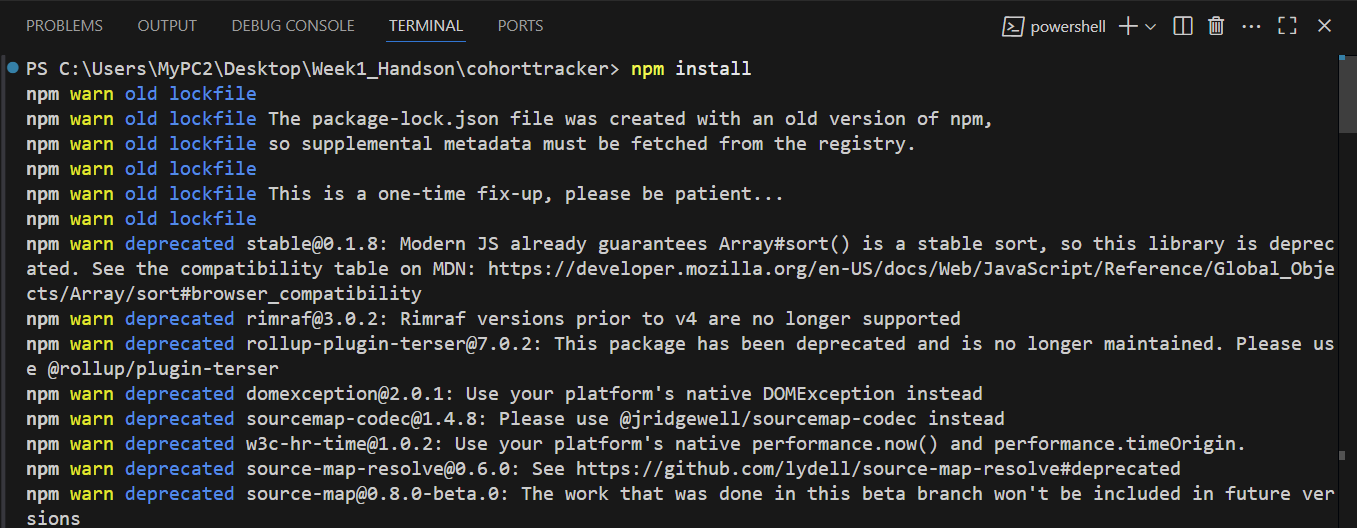 PROBLEMS OUTPUT DEBUG CONSOLE TERMINAL PORTS powershell
PS C:\Users\MyPC2\Desktop\Week1_Handson\cohorttracker> npm install
npm warn old lockfile
npm warn old lockfile The package-lock.json file was created with an old version of npm,
npm warn old lockfile so supplemental metadata must be fetched from the registry.
npm warn old lockfile
npm warn old lockfile This is a one-time fix-up, please be patient...
npm warn old lockfile
npm warn deprecated stable@0.1.8: Modern JS already guarantees Array#sort() is a stable sort, so this library is deprec
ated. See the compatibility table on MDN: https://developer.mozilla.org/en-US/docs/Web/JavaScript/Reference/Global_Obje
cts/Array/sort#browser_compatibility
npm warn deprecated rimraf@3.0.2: Rimraf versions prior to v4 are no longer supported
npm warn deprecated rollup-plugin-terser@7.0.2: This package has been deprecated and is no longer maintained. Please us
e @rollup/plugin-terser
npm warn deprecated domexception@2.0.1: Use your platform's native DOMException instead
npm warn deprecated sourcemap-codec@1.4.8: Please use @jridgewell/sourcemap-codec instead
npm warn deprecated w3c-hr-time@1.0.2: Use your platform's native performance.now() and performance.timeOrigin.
npm warn deprecated source-map-resolve@0.6.0: See https://github.com/lydell/source-map-resolve#deprecated
npm warn deprecated source-map@0.8.0-beta.0: The work that was done in this beta branch won't be included in future ver
sions